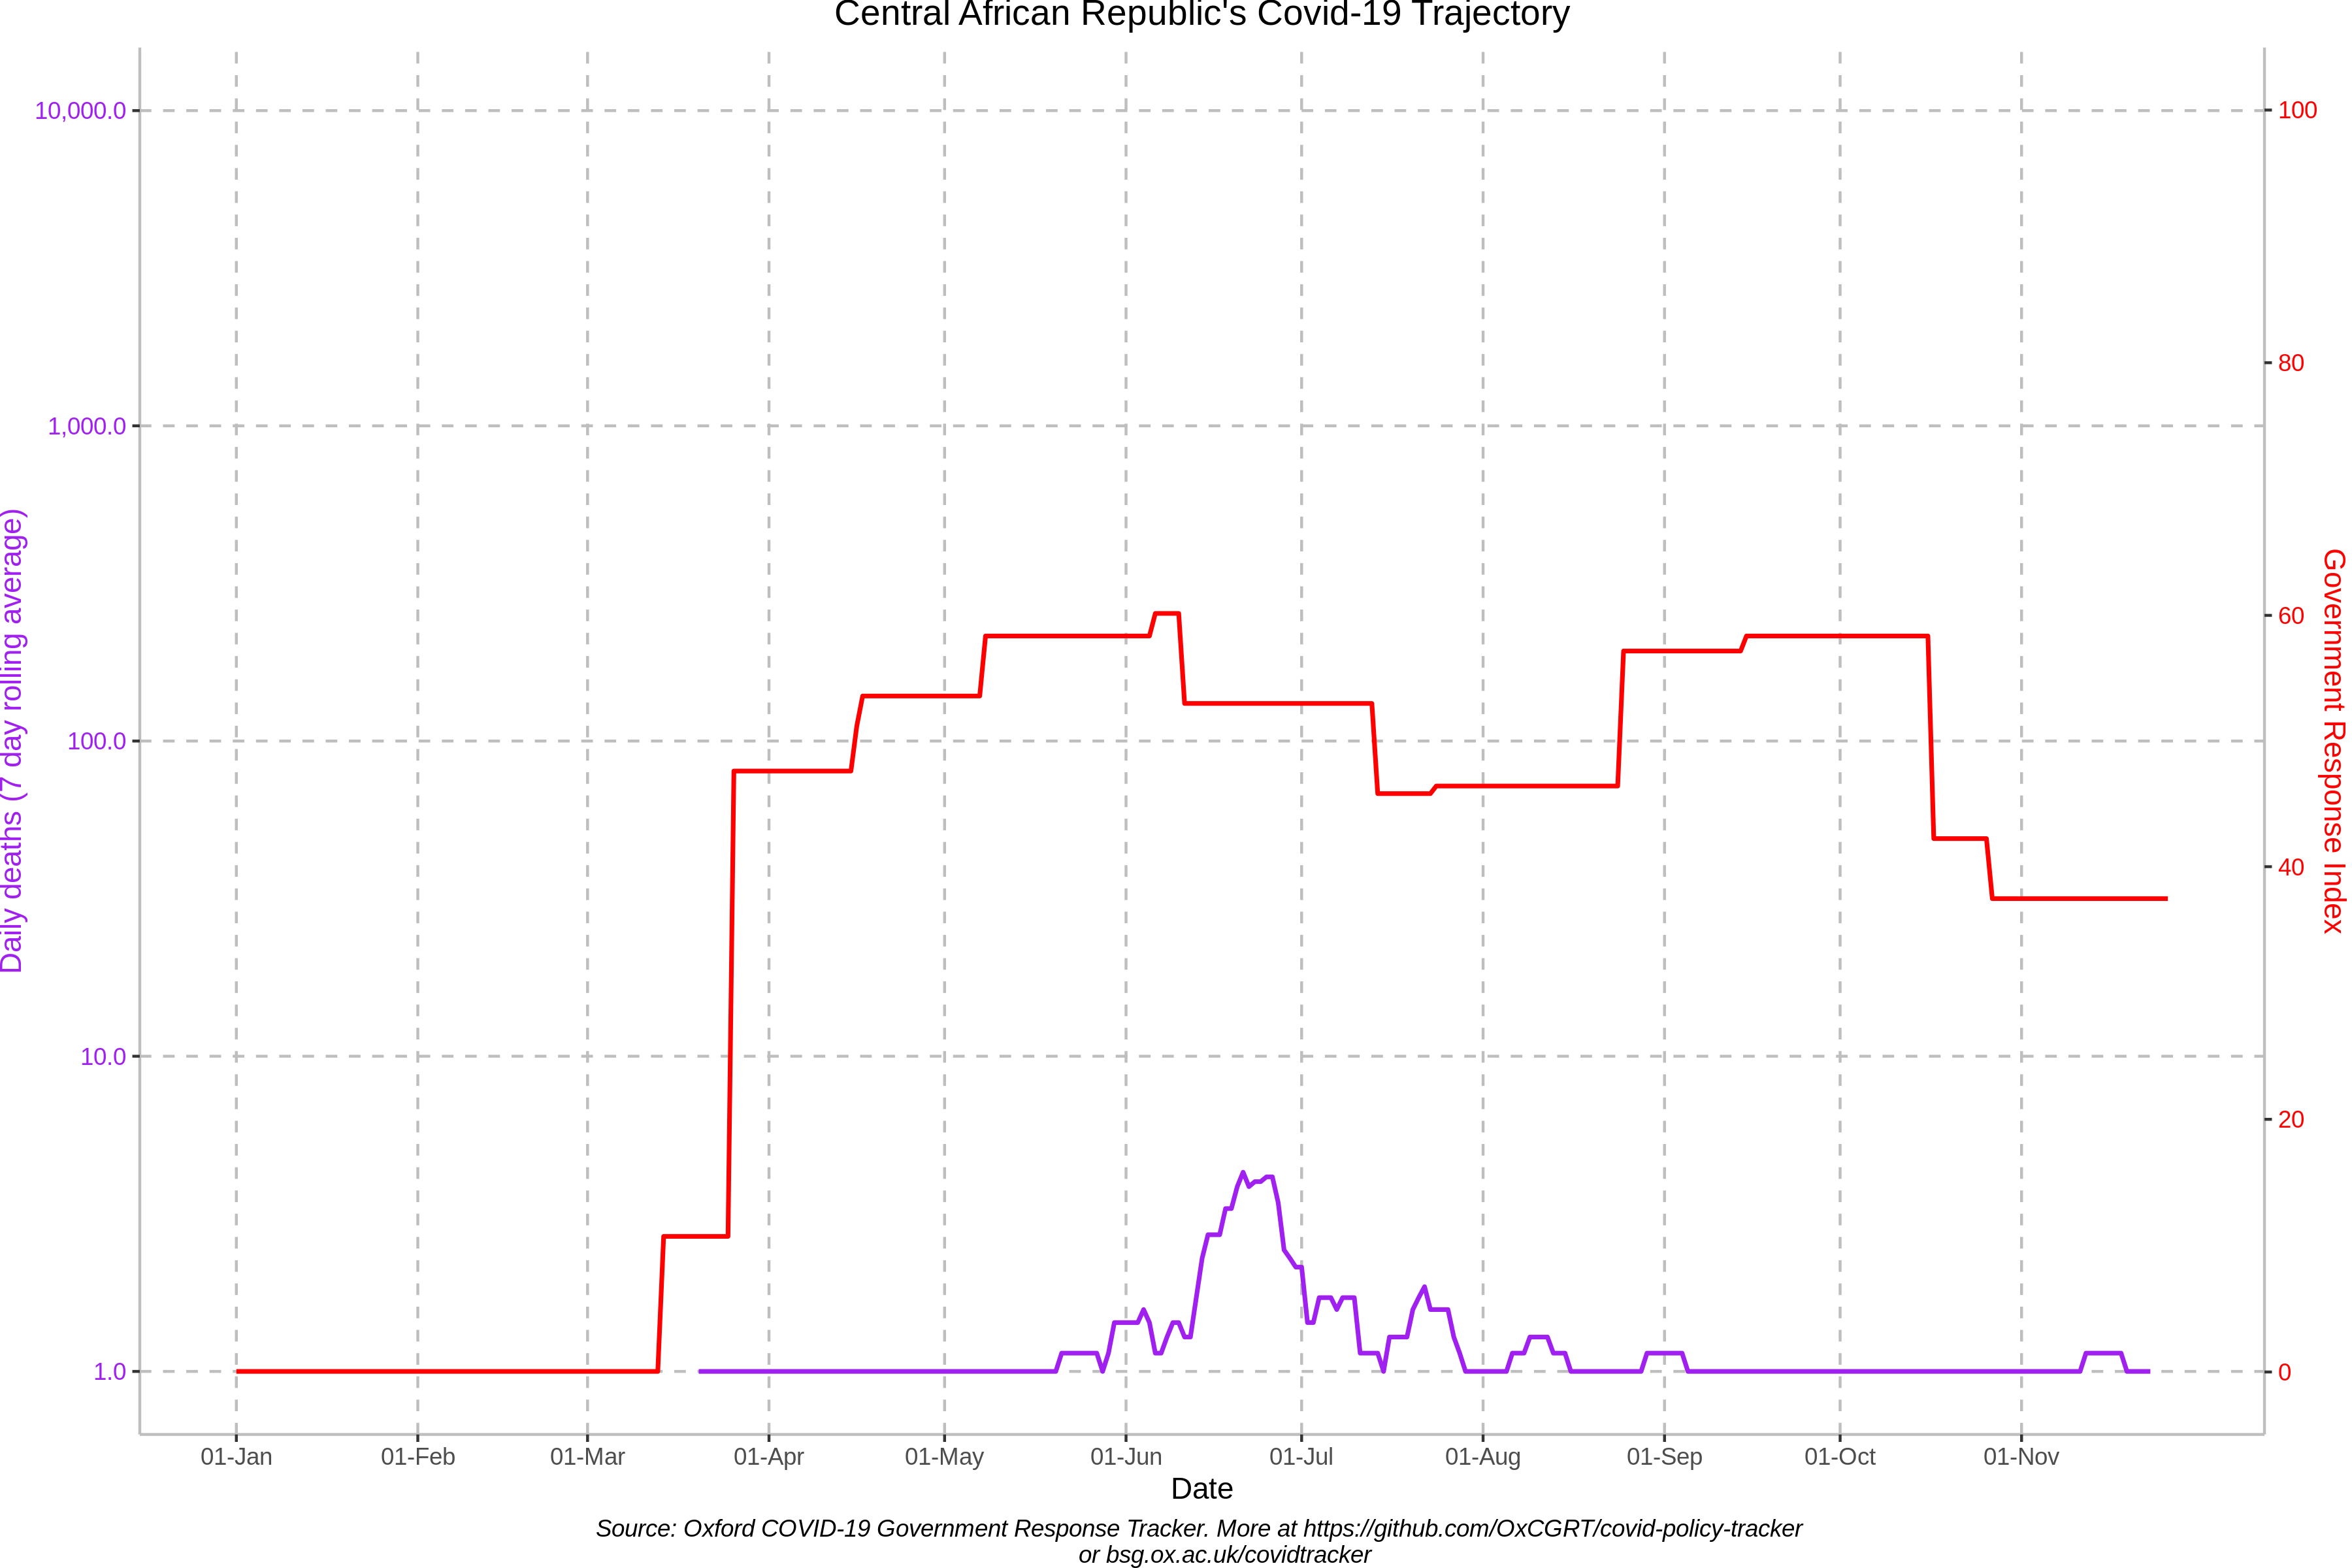 Central African Republic's Covid-19 Trajectory
10,000.0
1,000.0
100.0
10.0
1.0
Daily deaths (7 day rolling average)
100
80
60
40
20
0
Government Response Index
01-Jan
01-Feb
01-Mar
01-Apr
01-May
01-Jun
01-Jul
01-Aug
01-Sep
01-Oct
01-Nov
Date
Source: Oxford COVID-19 Government Response Tracker. More at https://github.com/OxCGRT/covid-policy-tracker
or bsg.ox.ac.uk/covidtracker